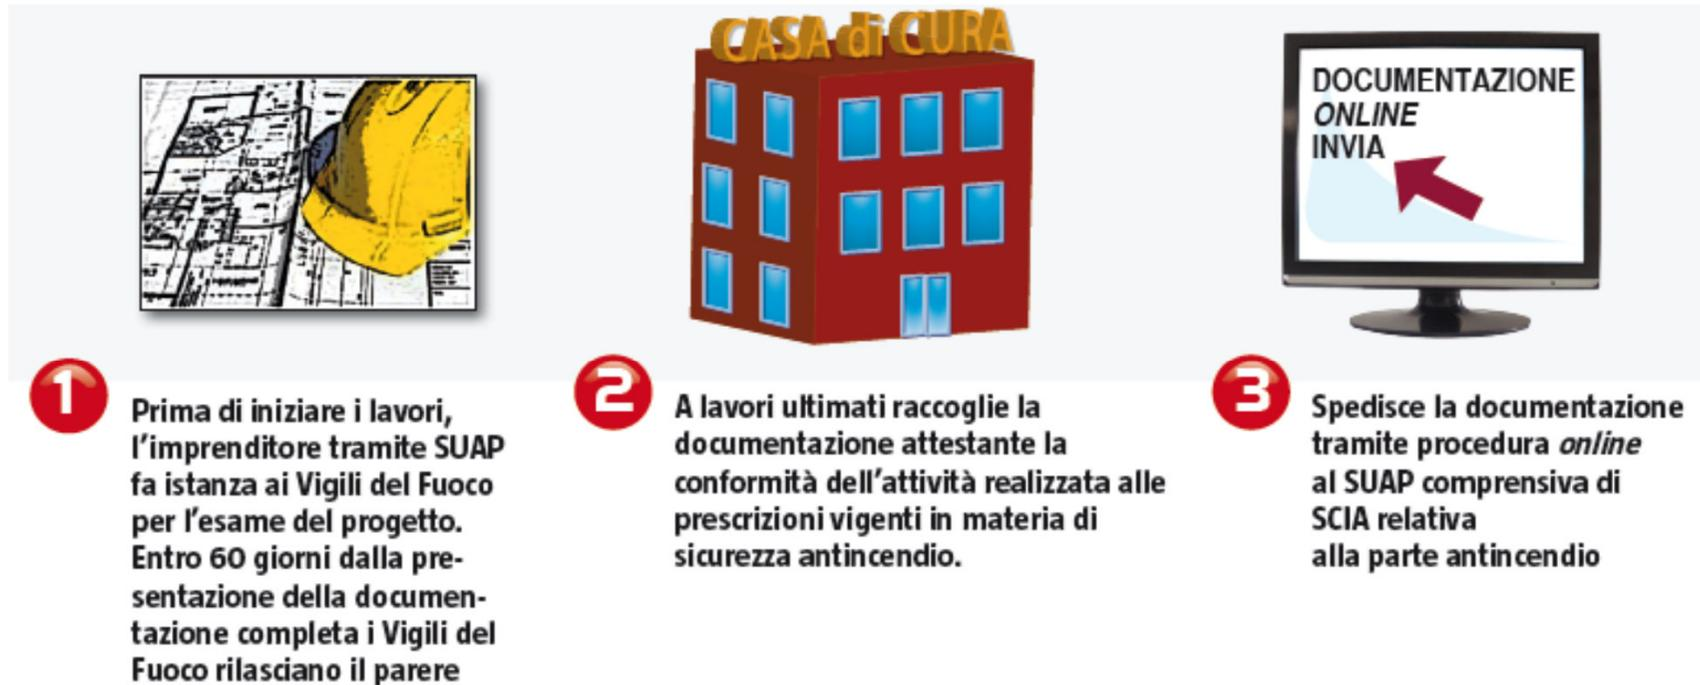 CASA di CURA
DOCUMENTAZIONE
ONLINE
INVIA
1
Prima di iniziare i lavori,
l'imprenditore tramite SUAP
fa istanza ai Vigili del Fuoco
per l'esame del progetto.
Entro 60 giorni dalla pre-
sentazione della documen-
tazione completa i Vigili del
Fuoco rilasciano il parere
2
A lavori ultimati raccoglie la
documentazione attestante la
conformità dell'attività realizzata alle
prescrizioni vigenti in materia di
sicurezza antincendio.
3
Spedisce la documentazione
tramite procedura online
al SUAP comprensiva di
SCIA relativa
alla parte antincendio